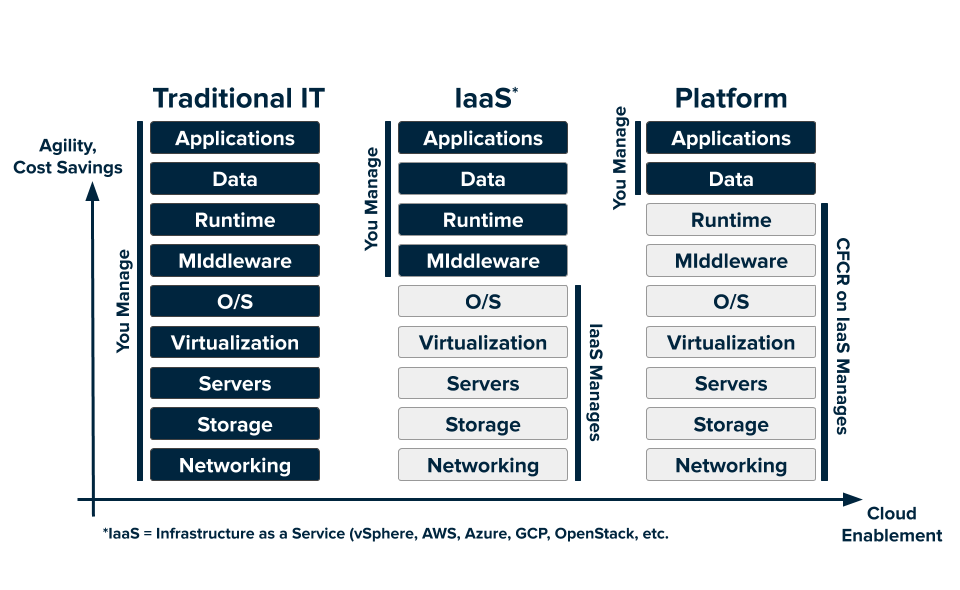 Traditional IT
IaaS*
Platform
Agility,
Cost Savings
You Manage
Applications
Data
Runtime
MIddleware
O/S
Virtualization
Servers
Storage
Networking
You Manage
Applications
Data
Runtime
MIddleware
O/S
Virtualization
Servers
Storage
Networking
IaaS Manages
You Manage
Applications
Data
Runtime
MIddleware
O/S
Virtualization
Servers
Storage
Networking
CFCR on IaaS Manages
Cloud
Enablement
*IaaS = Infrastructure as a Service (vSphere, AWS, Azure, GCP, OpenStack, etc.